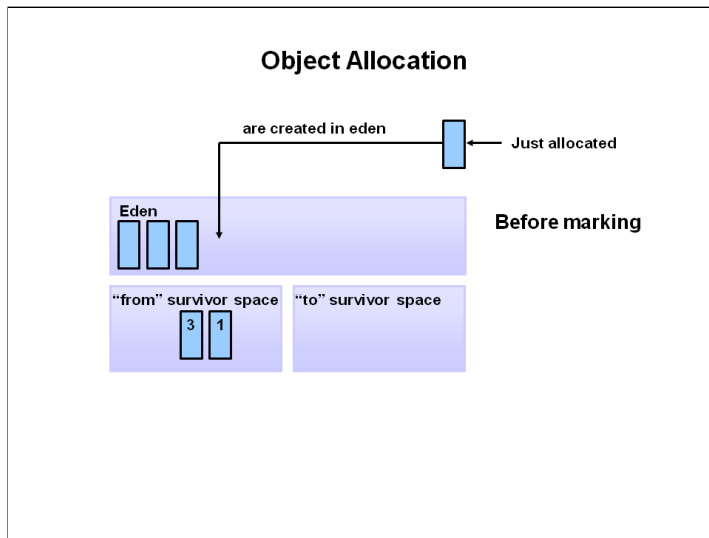 Object Allocation
are created in eden
Just allocated
Eden
Before marking
“from” survivor space
“to” survivor space
3 1